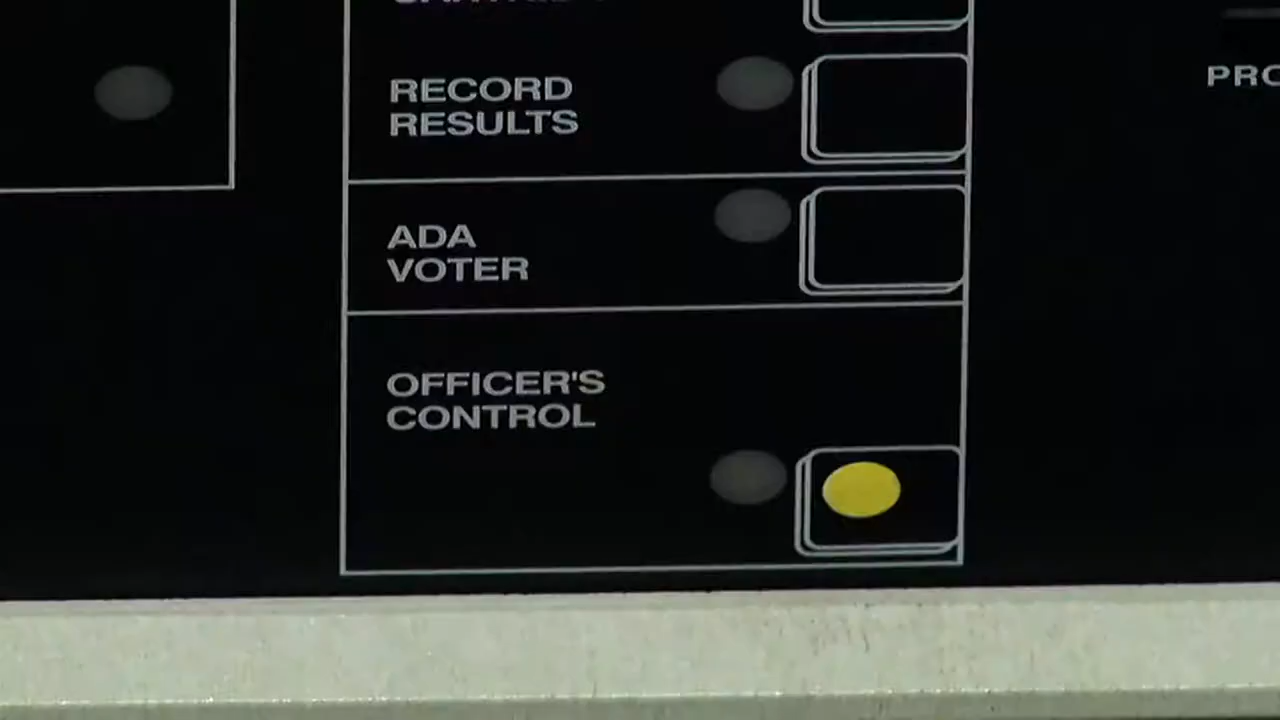 RECORD
RESULTS
ADA
VOTER
OFFICER'S
CONTROL